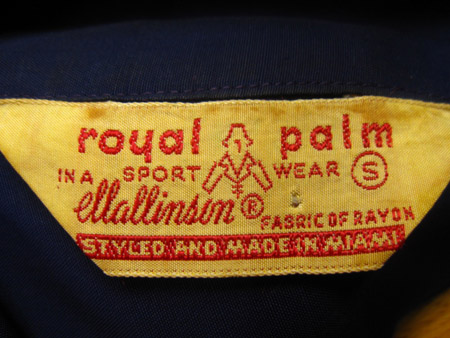 royal palm
SPORT WEAR Ⓢ
IN A Mallinson® FABRIC OF RAYON
STYLED AND MADE IN MIAMI